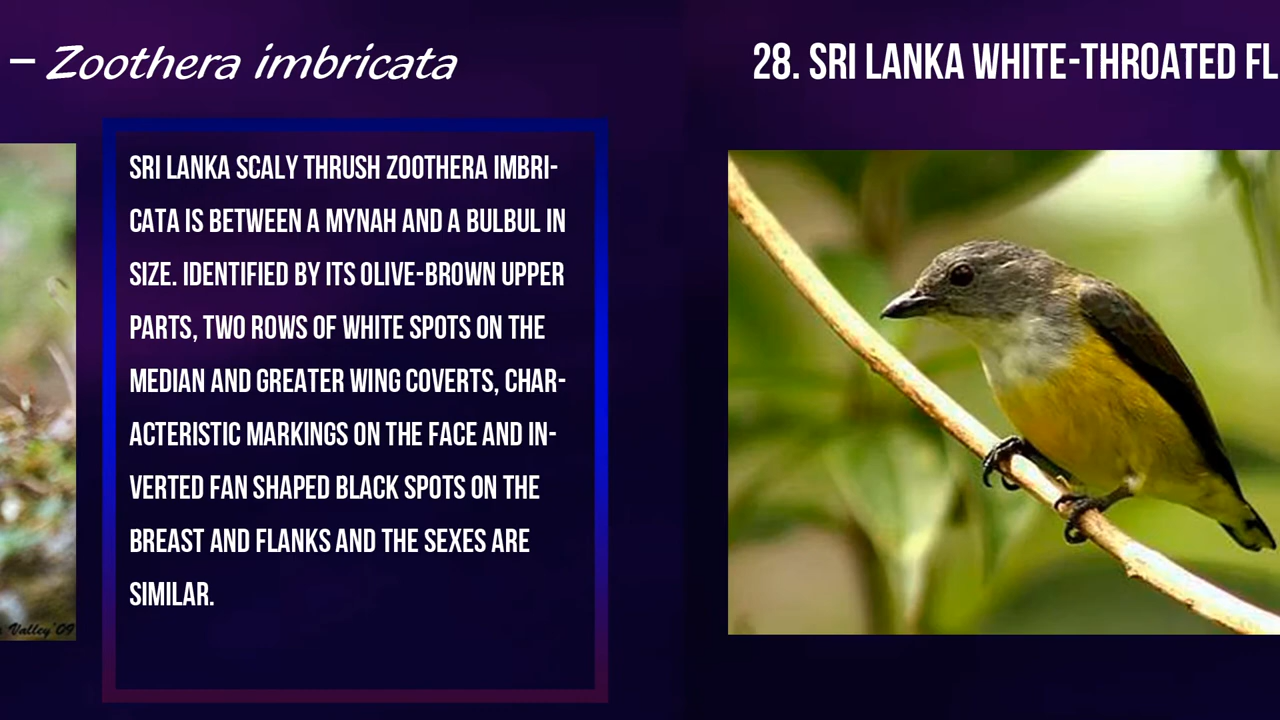 – Zoothera imbricata
SRI LANKA SCALY THRUSH ZOOTHERA IMBRI-
CATA IS BETWEEN A MYNAH AND A BULBUL IN
SIZE. IDENTIFIED BY ITS OLIVE-BROWN UPPER
PARTS, TWO ROWS OF WHITE SPOTS ON THE
MEDIAN AND GREATER WING COVERTS, CHAR-
ACTERISTIC MARKINGS ON THE FACE AND IN-
VERTED FAN SHAPED BLACK SPOTS ON THE
BREAST AND FLANKS AND THE SEXES ARE
SIMILAR.
Valley'09
28. SRI LANKA WHITE-THROATED FL